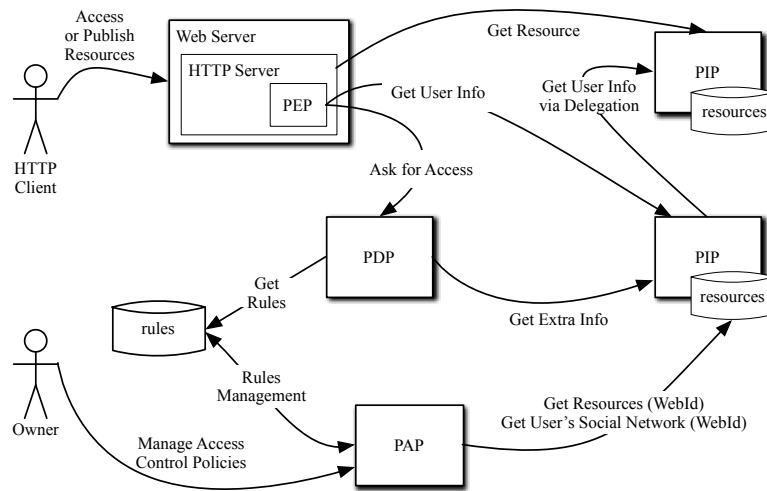 Access
or Publish
Resources
Web Server
HTTP Server
PEP
Get Resource
Get User Info
Get User Info
via Delegation
PIP
resources
HTTP
Client
Ask for Access
PDP
PIP
resources
Get
Rules
rules
Get Extra Info
Rules
Management
Owner
Manage Access
Control Policies
PAP
Get Resources (WebId)
Get User's Social Network (WebId)